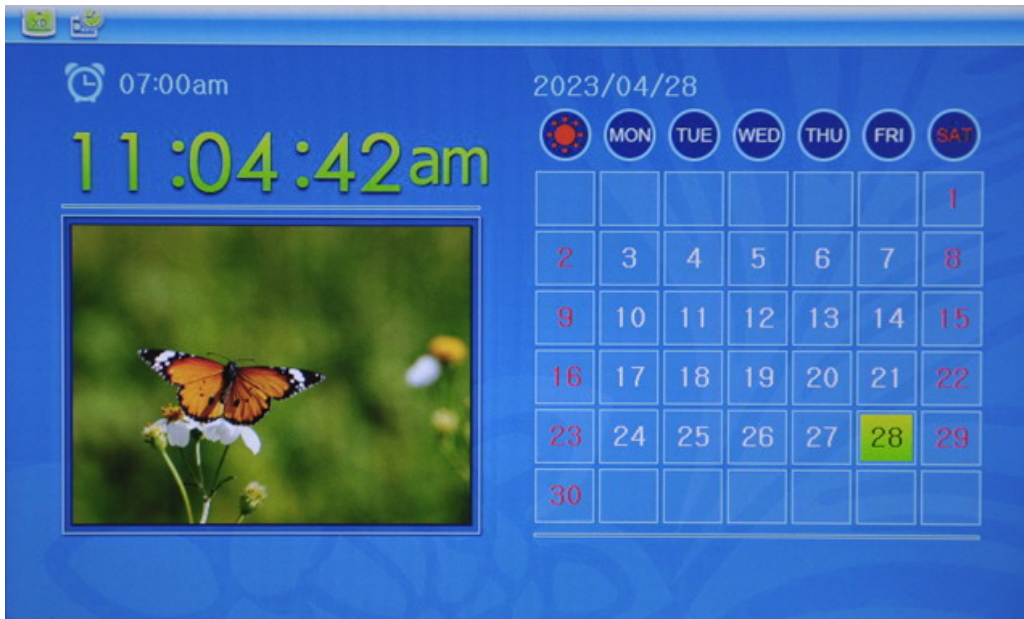 XD
07:00am
2023/04/28
11:04:42am
MON TUE WED THU FRI SAT
1
2 3 4 5 6 7 8
9 10 11 12 13 14 15
16 17 18 19 20 21 22
23 24 25 26 27 28 29
30